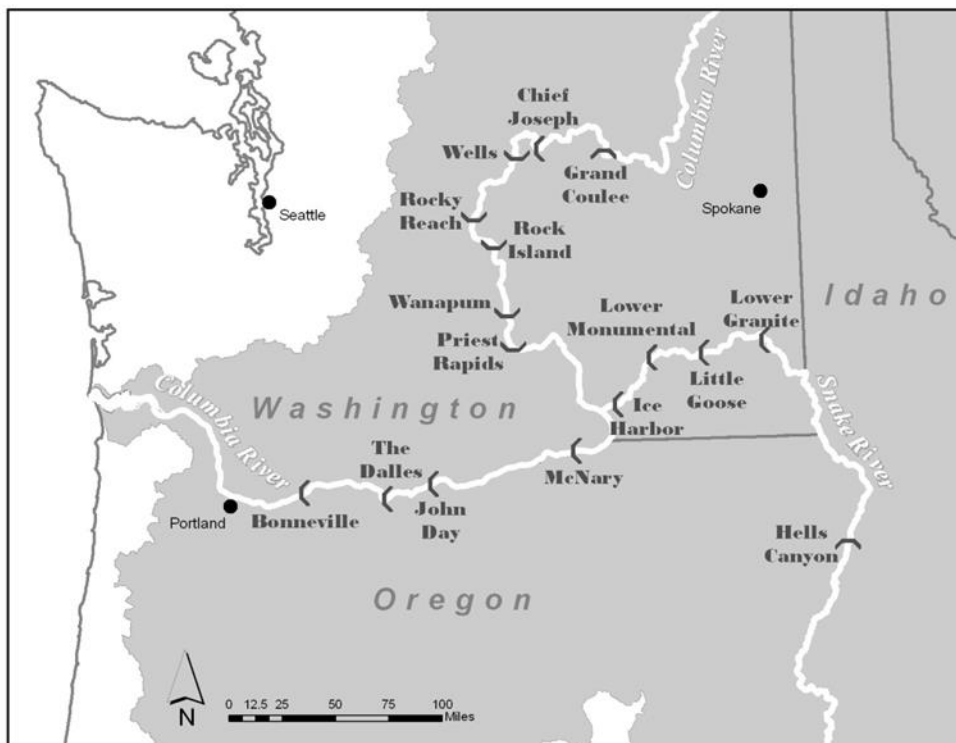 Chief
Joseph
Columbia River
Wells
Grand
Coulee
Seattle
Spokane
Rocky
Reach
Rock
Island
Idaho
Wanapum
Lower
Monumental
Lower
Granite
Priest
Rapids
Little
Goose
Snake River
Columbia River
Washington
Ice
Harbor
The
Dalles
McNary
Portland
Bonneville
John
Day
Hells
Canyon
Oregon
N
0 12.5 25 50 75 100
Miles